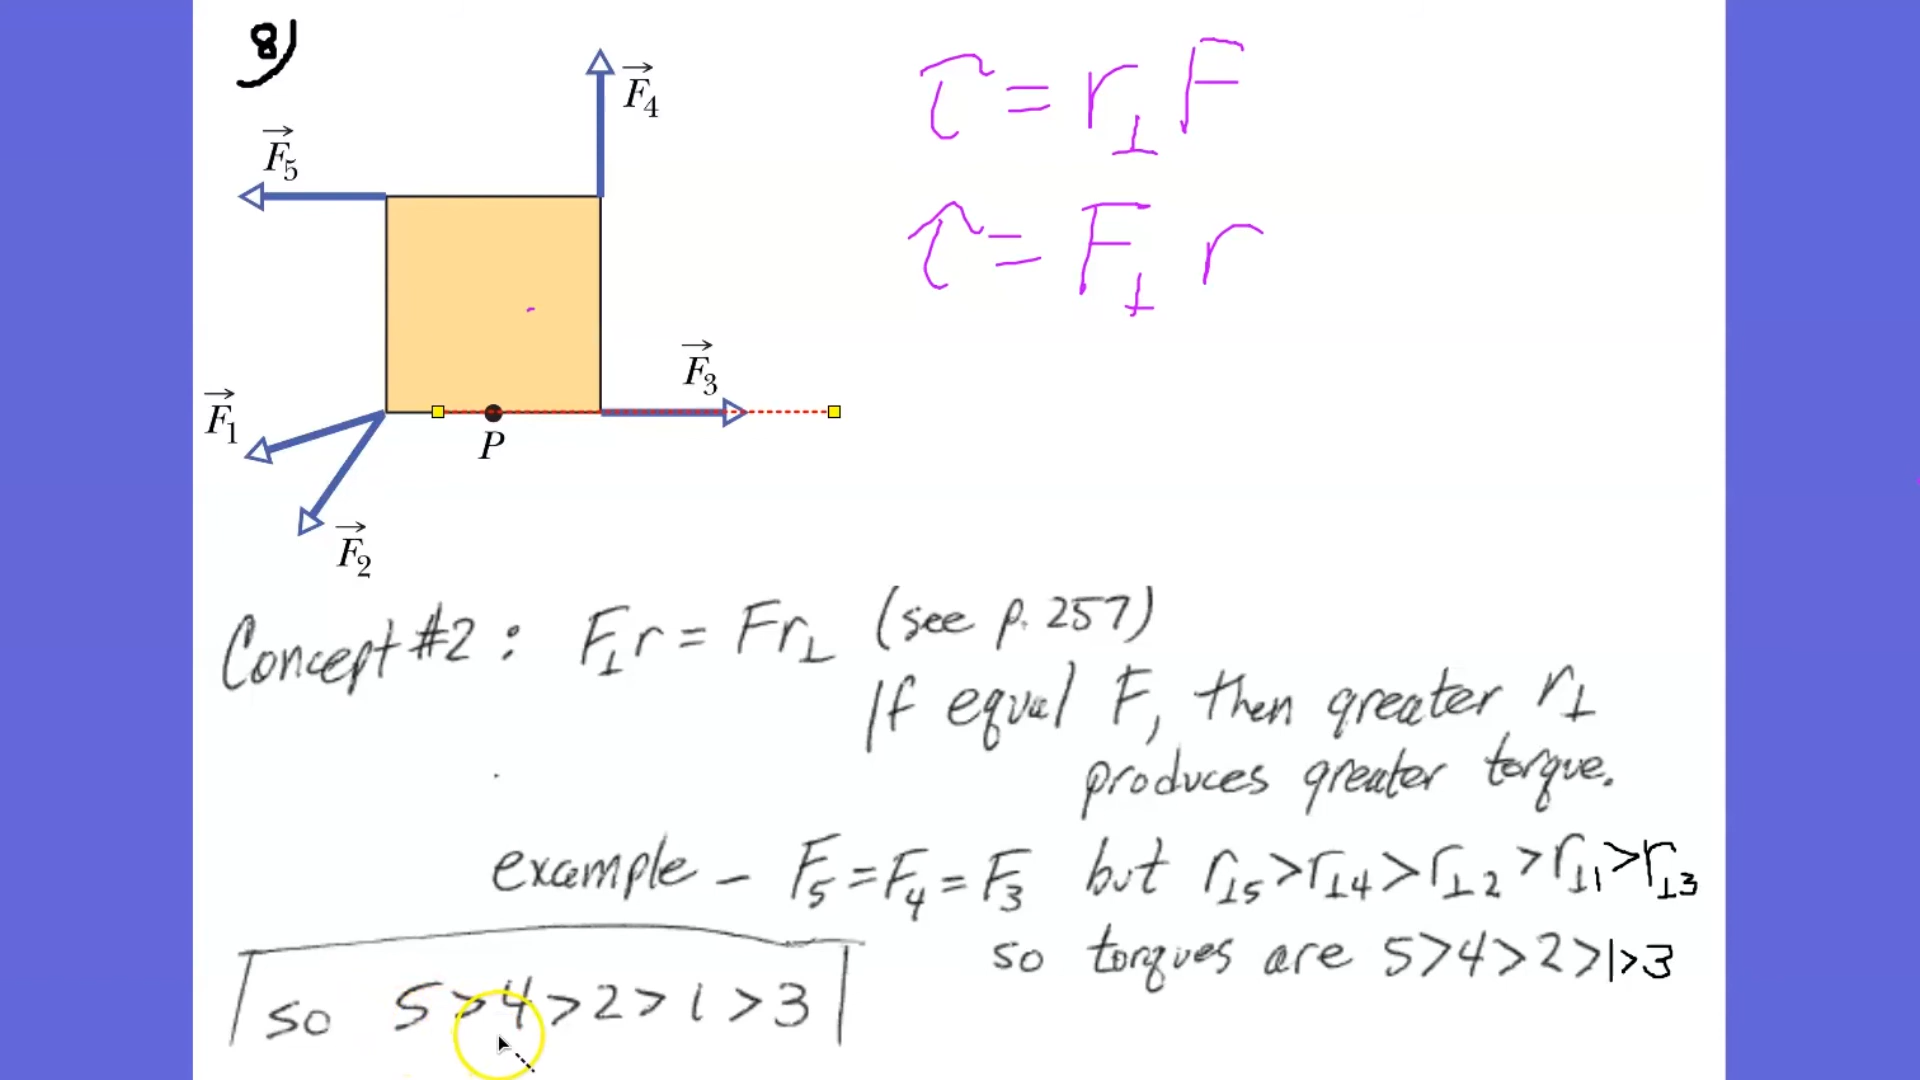 8)
F₄
F₅
F₃
F₁
P
F₂
τ = r⊥ F
τ = F⊥ r
Concept #2 : F⊥r = Fr⊥ (see p. 257)
If equal F, then greater r⊥
produces greater torque.
example – F₅ = F₄ = F₃ but r⊥5 > r⊥4 > r⊥2 > r⊥1 > r⊥3
so torques are 5>4>2>1>3
so 5>4>2>1>3